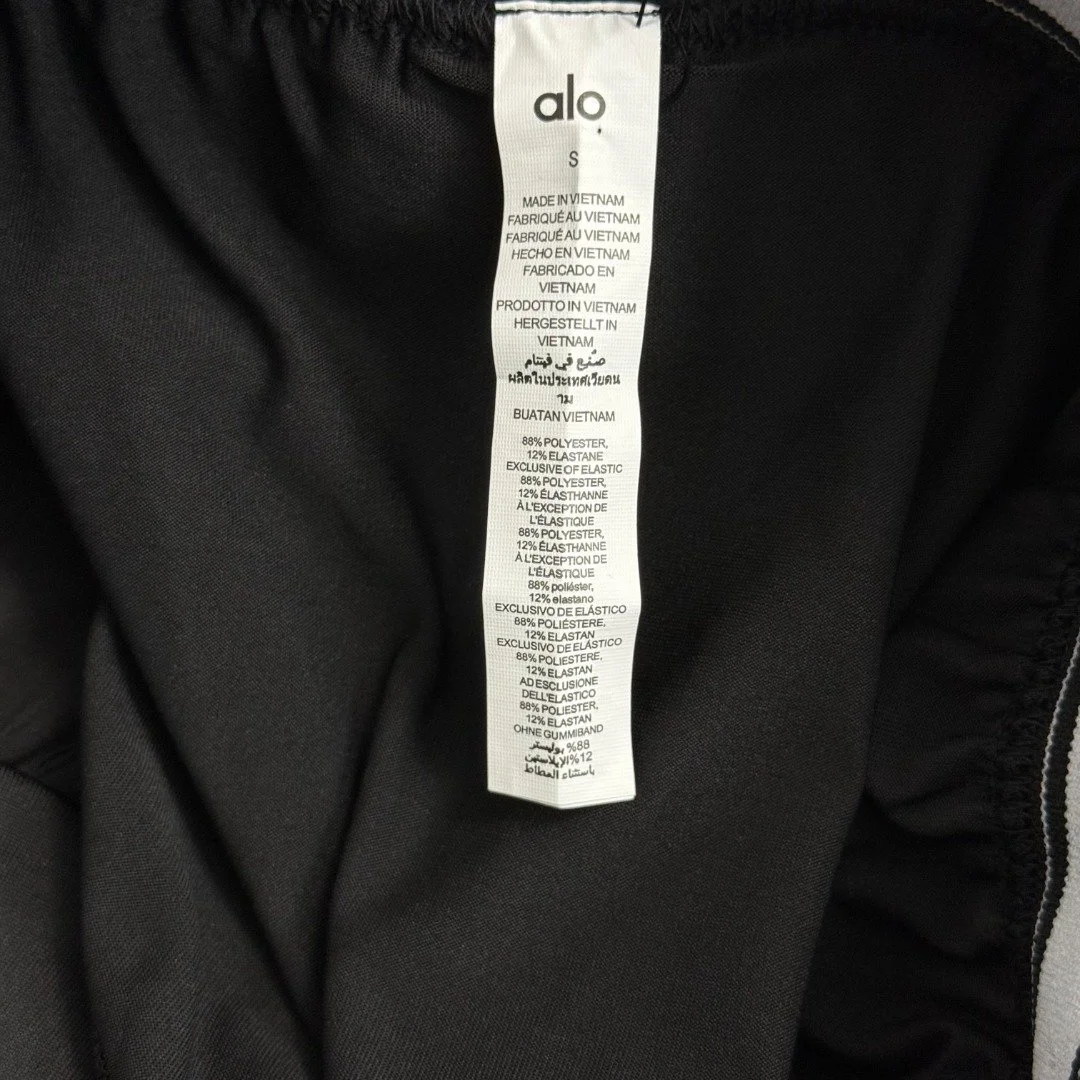 alo
S
MADE IN VIETNAM
FABRIQUÉ AU VIETNAM
FABRIQUÉ AU VIETNAM
HECHO EN VIETNAM
FABRICADO EN
VIETNAM
PRODOTTO IN VIETNAM
HERGESTELLT IN
VIETNAM
صُنع في فيتنام
ผลิตในประเทศเวียดน
าม
BUATAN VIETNAM
88% POLYESTER,
12% ELASTANE
EXCLUSIVE OF ELASTIC
88% POLYESTER,
12% ÉLASTHANNE
À L'EXCEPTION DE
L'ÉLASTIQUE
88% POLYESTER,
12% ÉLASTHANNE
À L'EXCEPTION DE
L'ÉLASTIQUE
88% poliéster,
12% elastano
EXCLUSIVO DE ELÁSTICO
88% POLIÉSTERE,
12% ELASTAN
EXCLUSIVO DE ELÁSTICO
88% POLIESTERE,
12% ELASTAN
AD ESCLUSIONE
DELL'ELASTICO
88% POLIESTER,
12% ELASTAN
OHNE GUMMIBAND
88% بوليستر
12% الإيلاستين
باستثناء المطاط